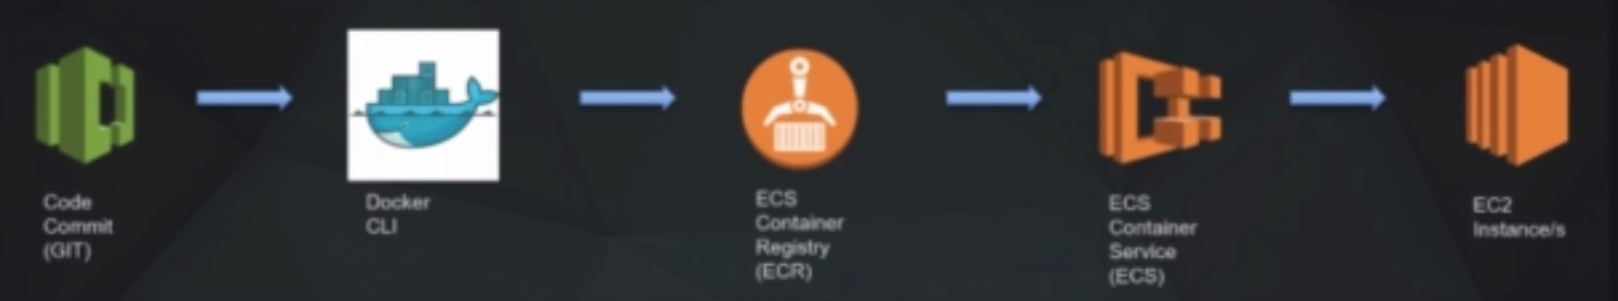 Code
Commit
(GIT)
Docker
CLI
ECS
Container
Registry
(ECR)
ECS
Container
Service
(ECS)
EC2
Instance/s